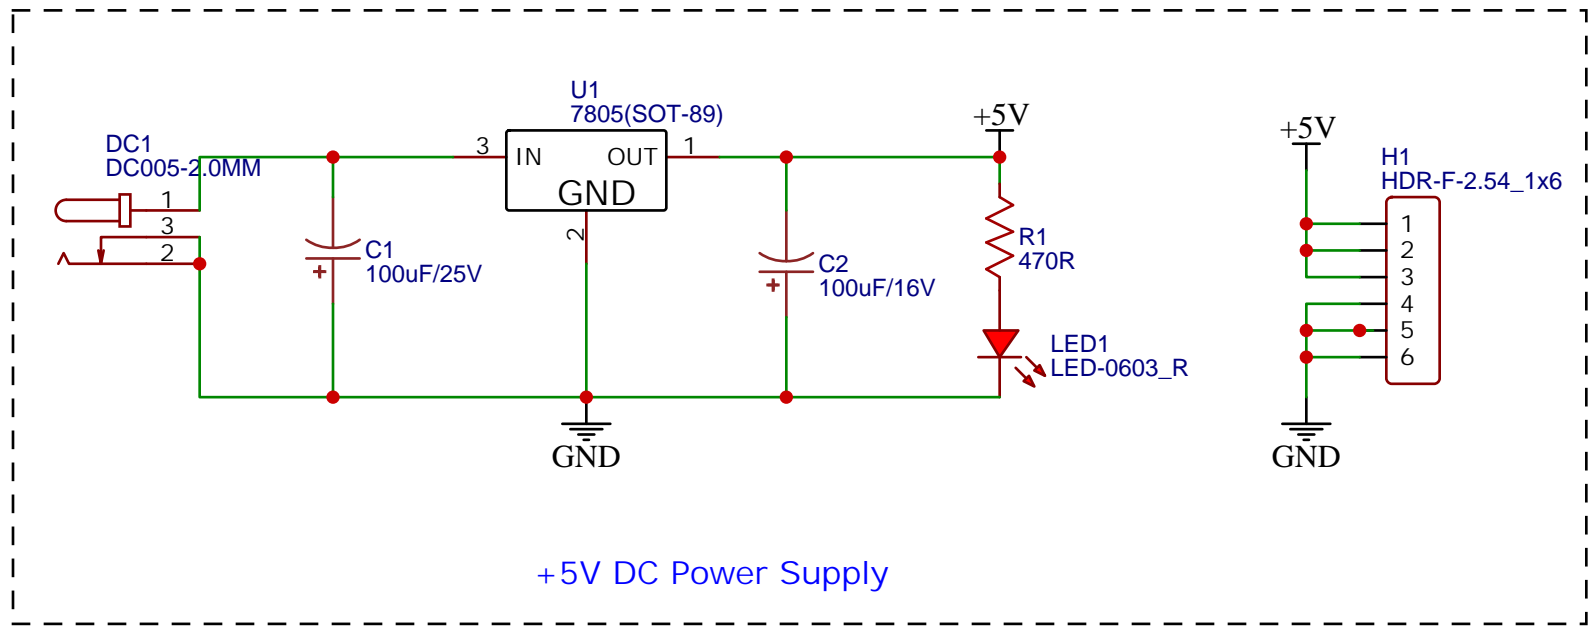 DC1
DC005-2.0MM
1
3
2
C1
100uF/25V
+
U1
7805(SOT-89)
3
IN
OUT
1
GND
2
GND
C2
100uF/16V
+
+5V
R1
470R
LED1
LED-0603_R
+5V
H1
HDR-F-2.54_1x6
1
2
3
4
5
6
GND
+5V DC Power Supply